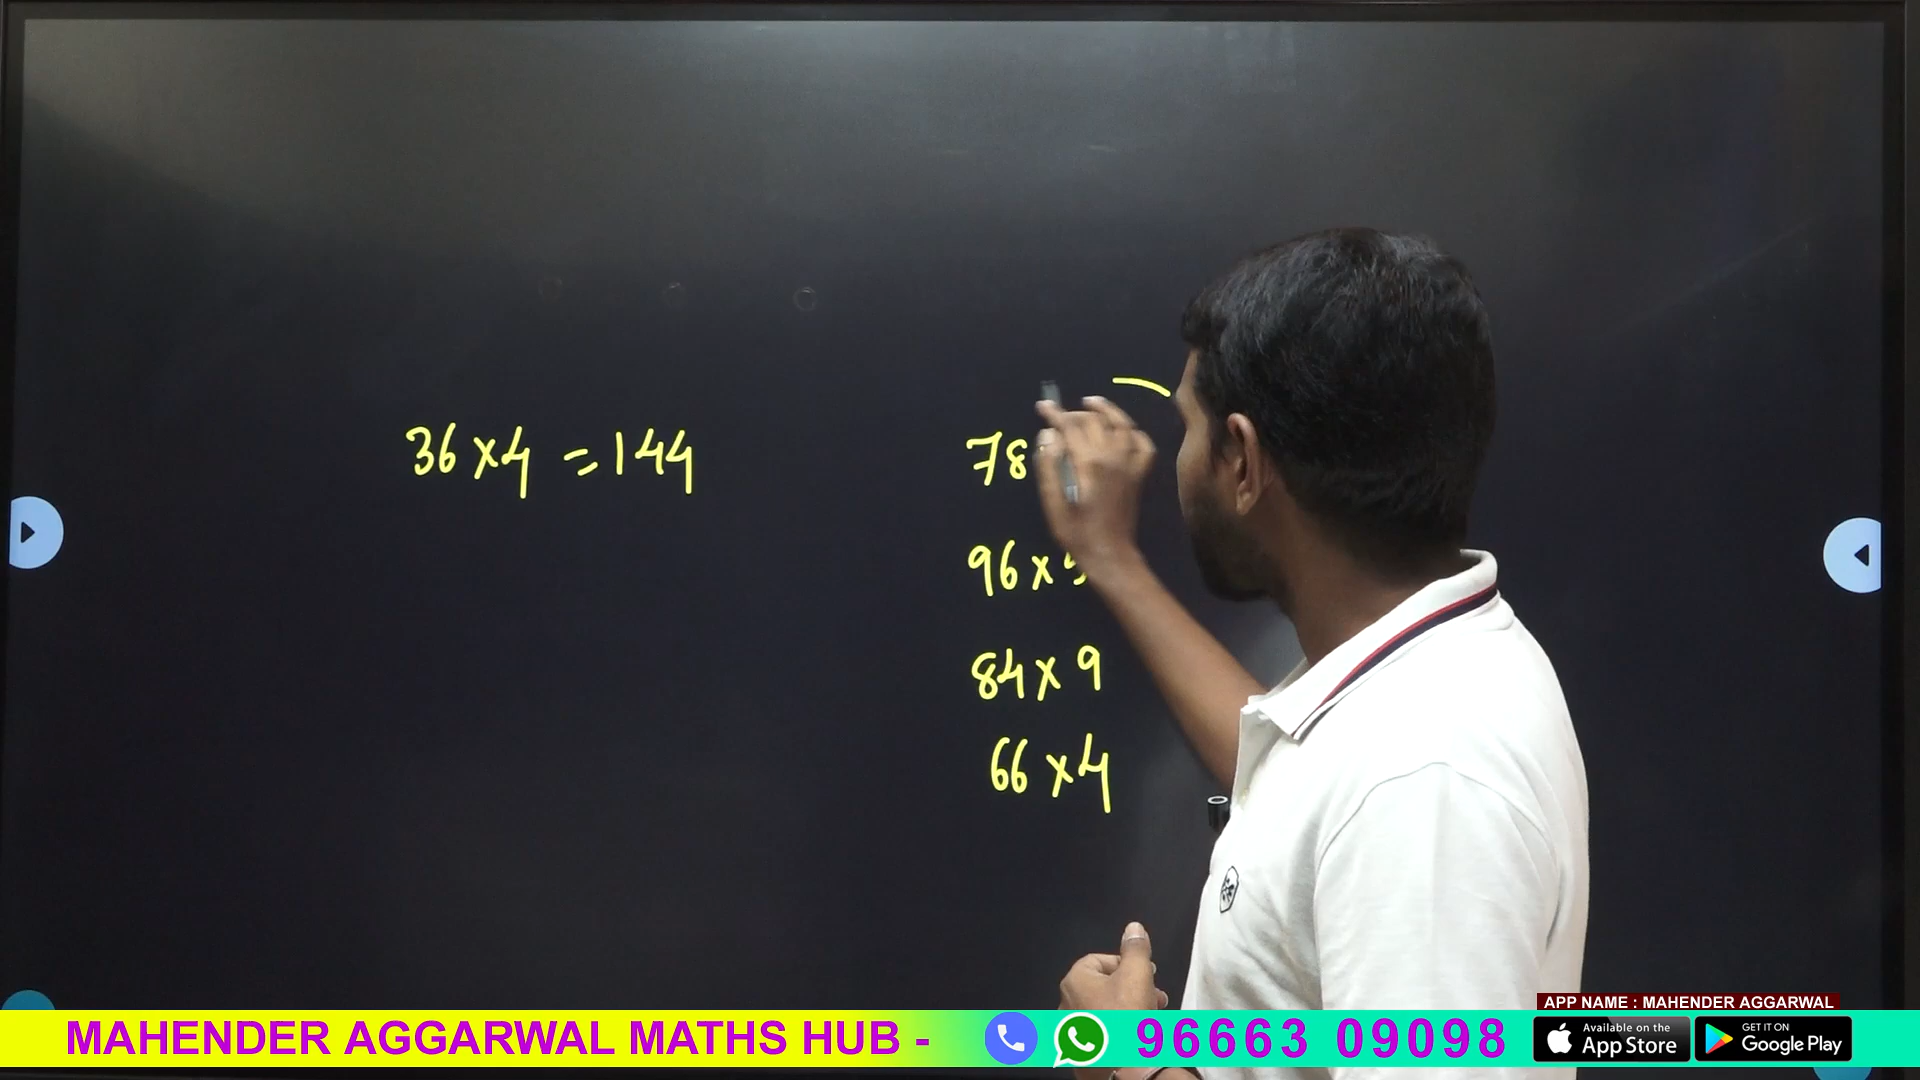 36 x 4 = 144
78
96 x 5
84 x 9
66 x 4
APP NAME : MAHENDER AGGARWAL
MAHENDER AGGARWAL MATHS HUB - 96663 09098
Available on the App Store
GET IT ON Google Play